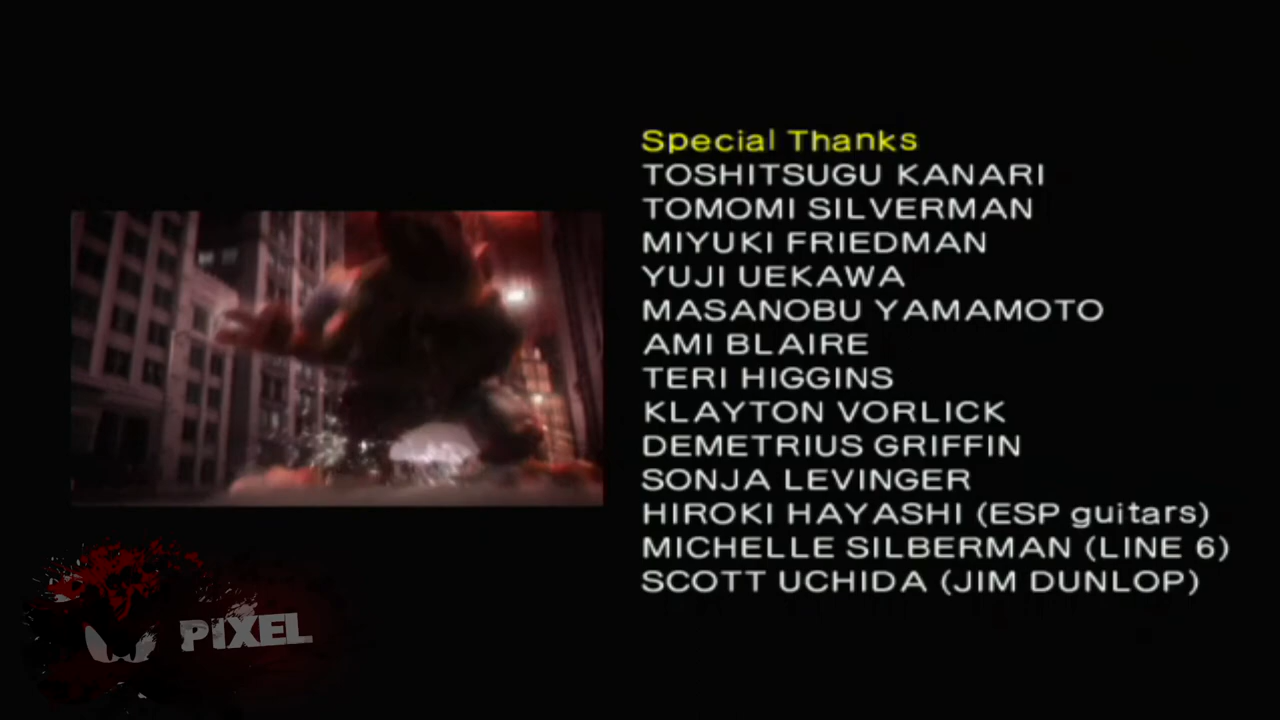 Special Thanks
TOSHITSUGU KANARI
TOMOMI SILVERMAN
MIYUKI FRIEDMAN
YUJI UEKAWA
MASANOBU YAMAMOTO
AMI BLAIRE
TERI HIGGINS
KLAYTON VORLICK
DEMETRIUS GRIFFIN
SONJA LEVINGER
HIROKI HAYASHI (ESP guitars)
MICHELLE SILBERMAN (LINE 6)
SCOTT UCHIDA (JIM DUNLOP)
PIXEL